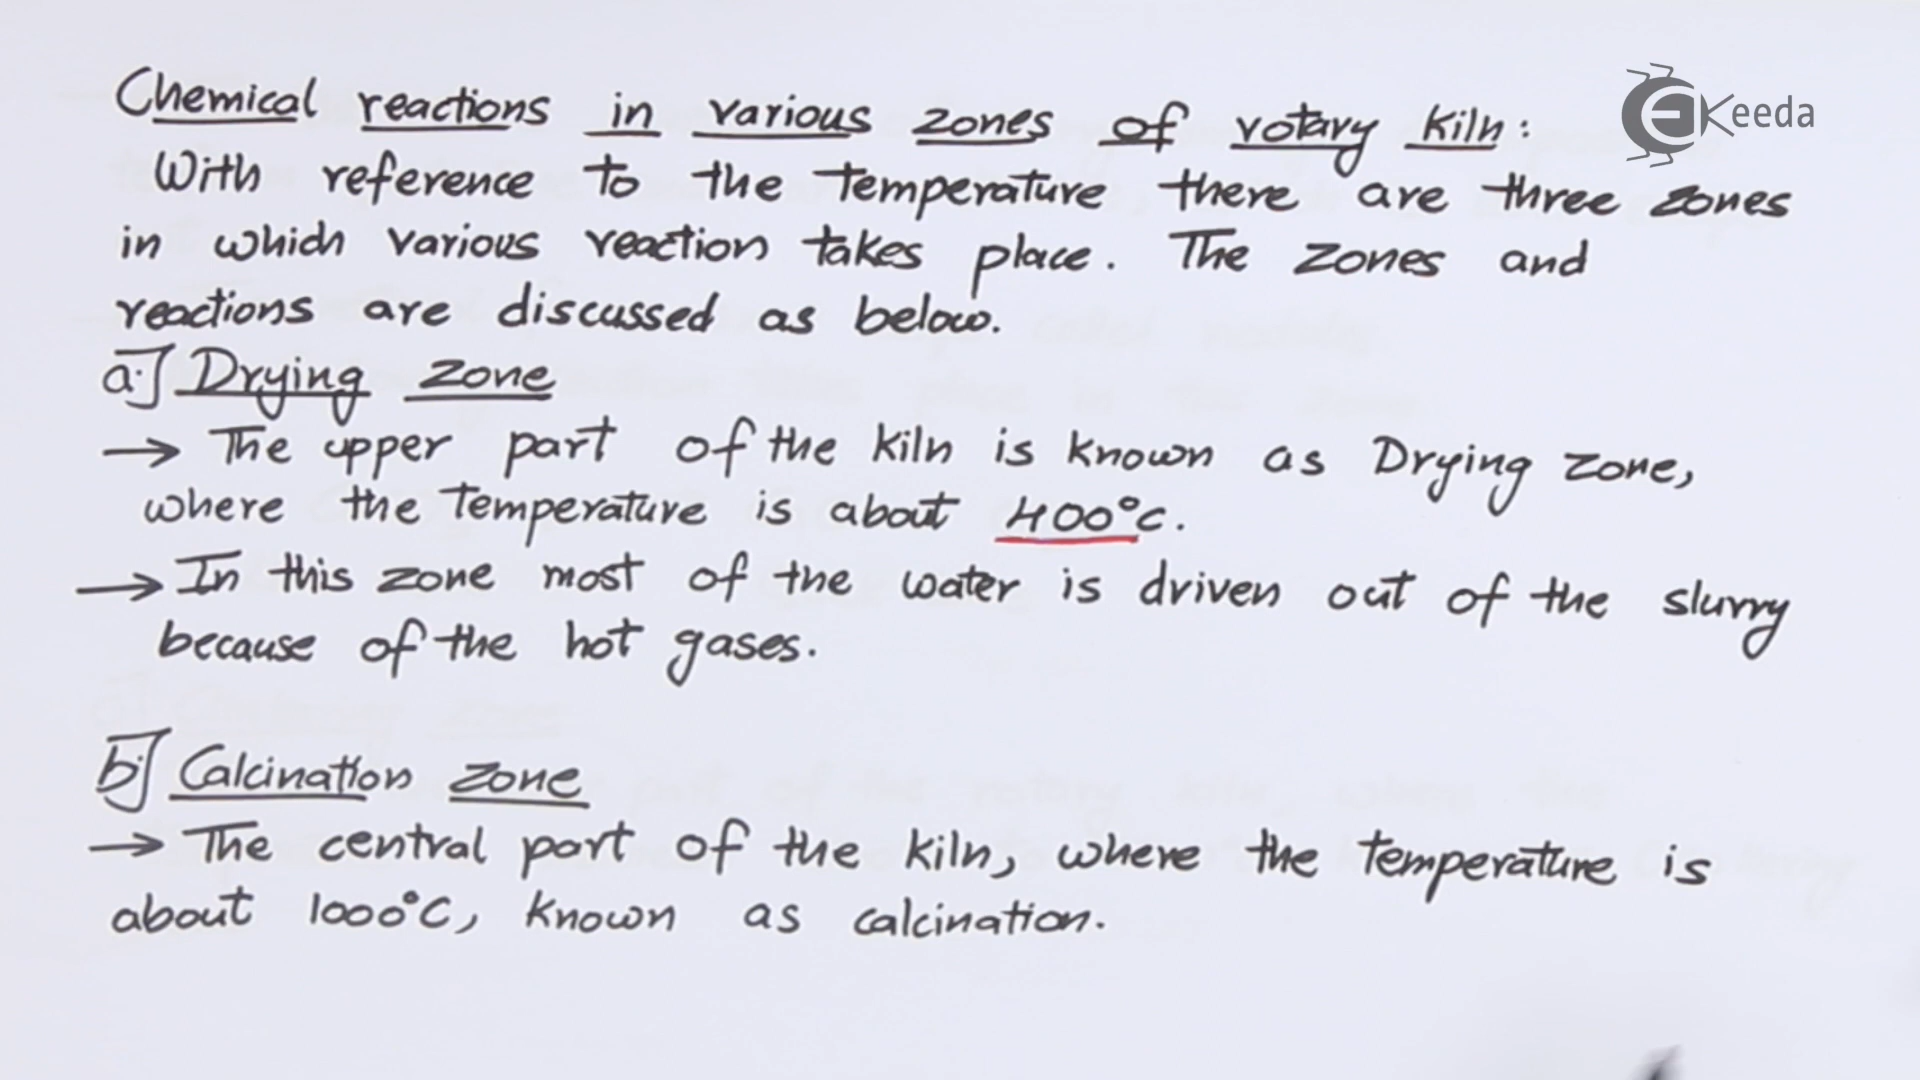 Chemical reactions in various zones of rotary kiln:
With reference to the temperature there are three zones
in which various reaction takes place. The zones and
reactions are discussed as below.
a.] Drying zone
→ The upper part of the kiln is known as Drying zone,
where the temperature is about 400°C.
→ In this zone most of the water is driven out of the slurry
because of the hot gases.
b.] Calcination zone
→ The central part of the kiln, where the temperature is
about 1000°C, known as calcination.
EKeeda